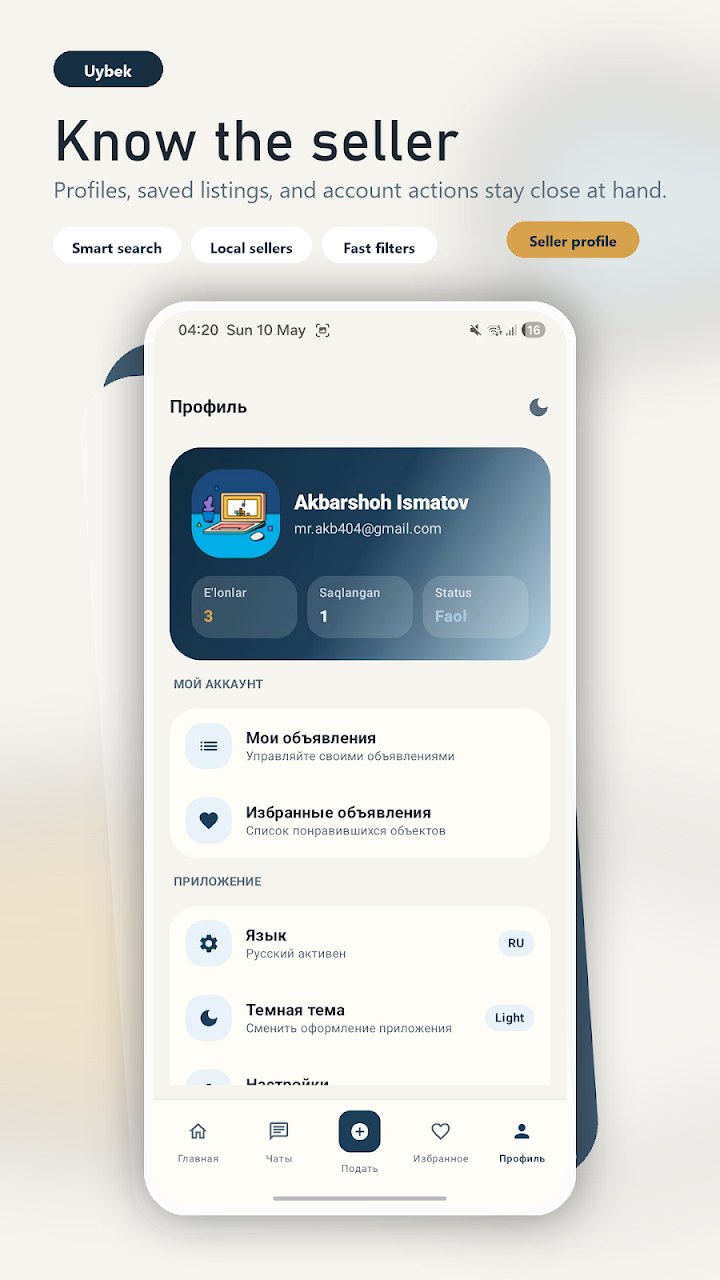 Uybek
Know the seller
Profiles, saved listings, and account actions stay close at hand.
Smart search
Local sellers
Fast filters
Seller profile
04:20 Sun 10 May
16
Профиль
Akbarshoh Ismatov
mr.akb404@gmail.com
E'lonlar
Saqlangan
Status
3
1
Faol
МОЙ АККАУНТ
Мои объявления
Управляйте своими объявлениями
Избранные объявления
Список понравившихся объектов
ПРИЛОЖЕНИЕ
Язык
Русский активен
RU
Темная тема
Сменить оформление приложения
Light
Настройки
Главная
Чаты
Подать
Избранное
Профиль